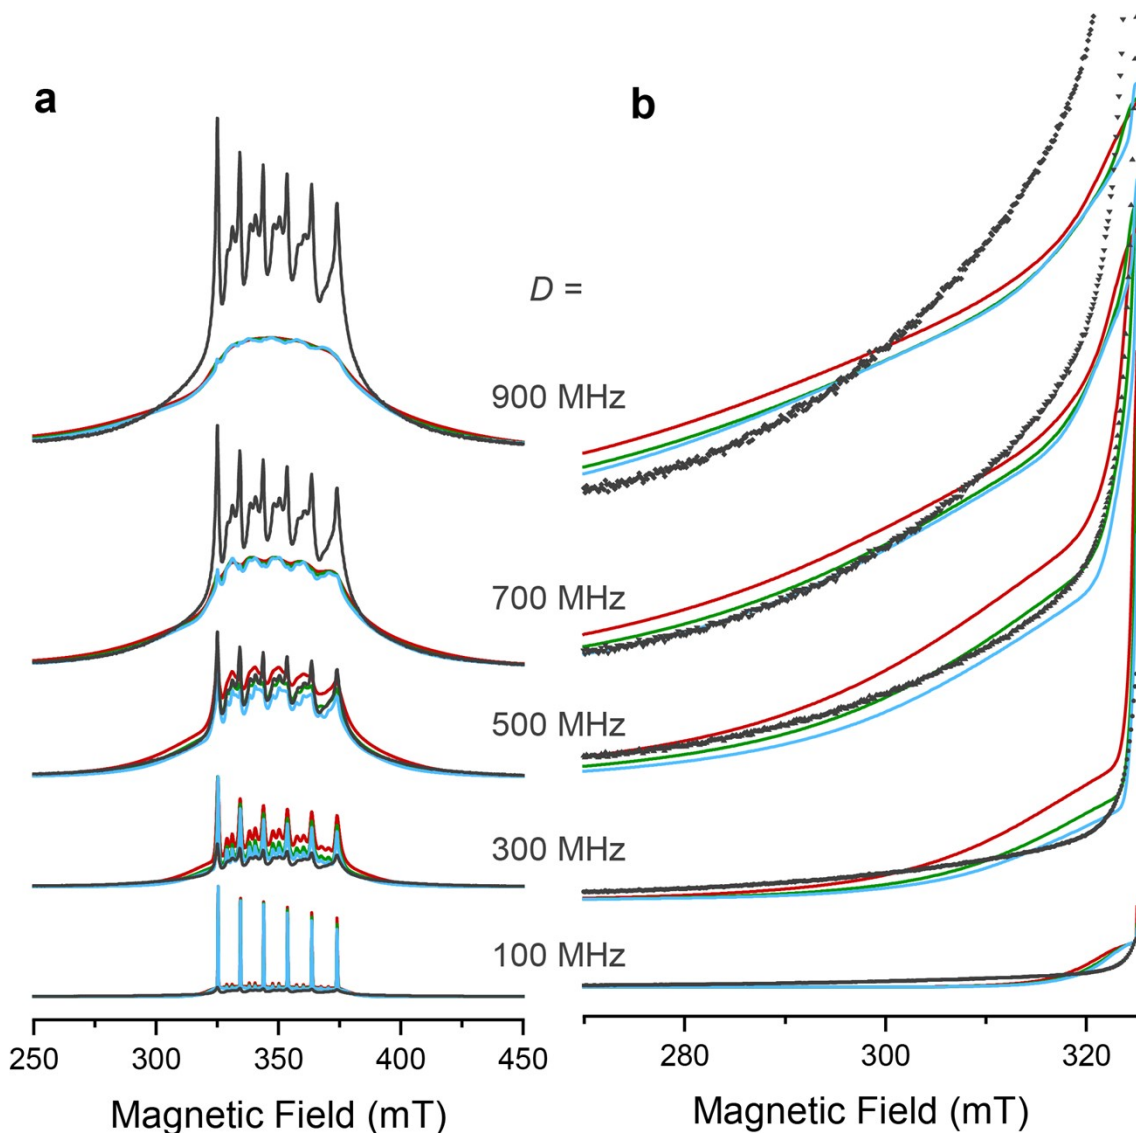 a
b
D =
900 MHz
700 MHz
500 MHz
300 MHz
100 MHz
250 300 350 400 450
280 300 320
Magnetic Field (mT)
Magnetic Field (mT)